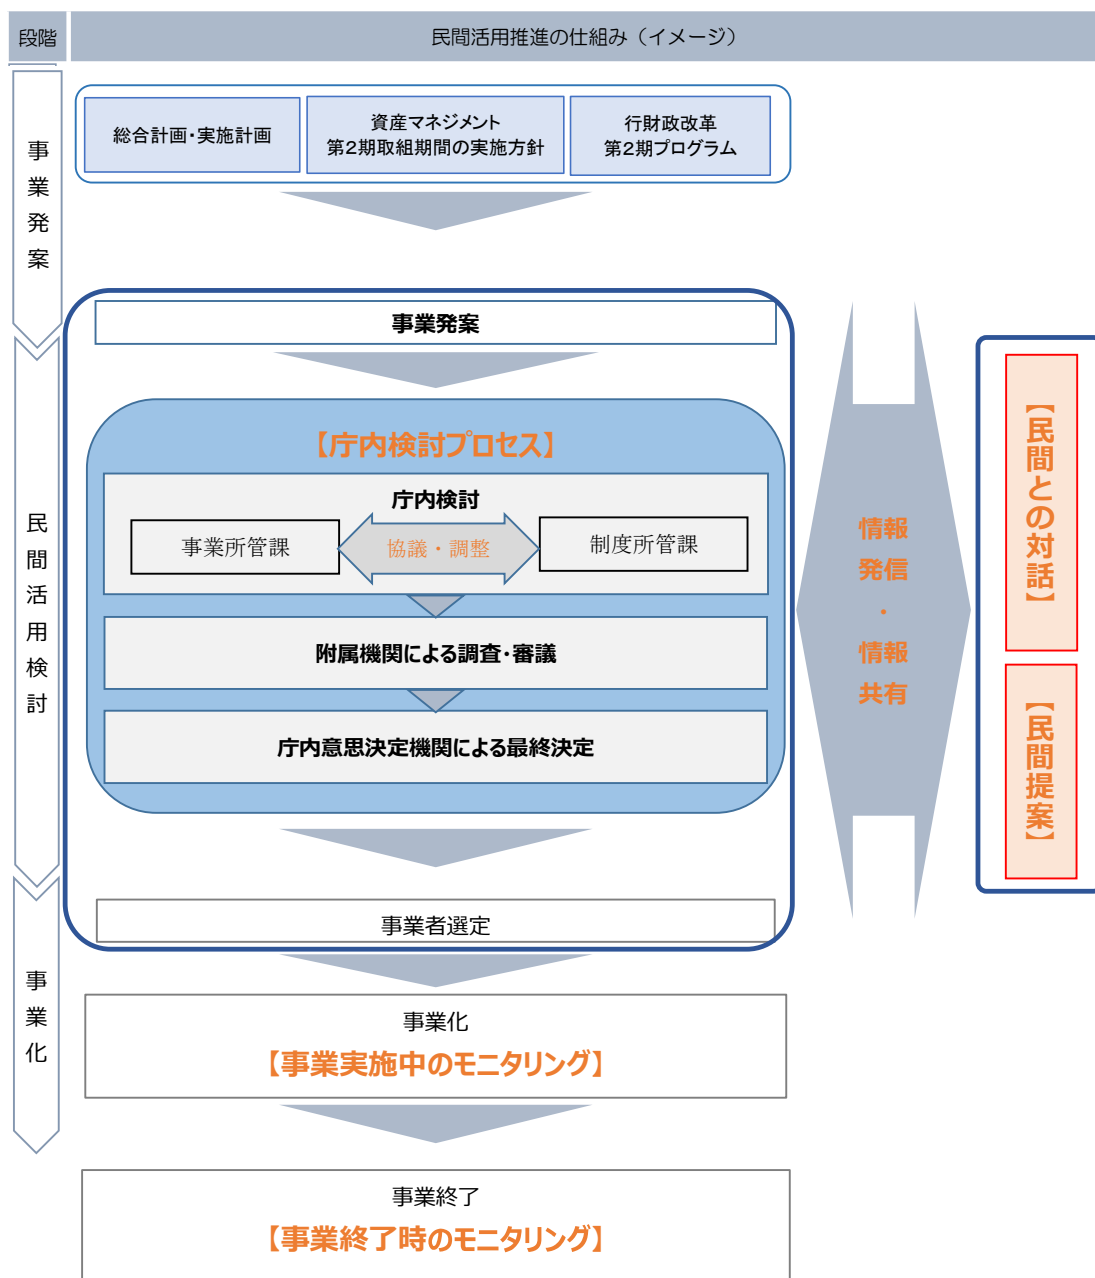 段階
民間活用推進の仕組み（イメージ）
事業発案
総合計画・実施計画
資産マネジメント
第2期取組期間の実施方針
行財政改革
第2期プログラム
事業発案
民間活用検討
【庁内検討プロセス】
庁内検討
事業所管課
協議・調整
制度所管課
附属機関による調査・審議
庁内意思決定機関による最終決定
情報
発信
・
情報
共有
【民間との対話】
【民間提案】
事業者選定
事業化
事業化
【事業実施中のモニタリング】
事業終了
【事業終了時のモニタリング】